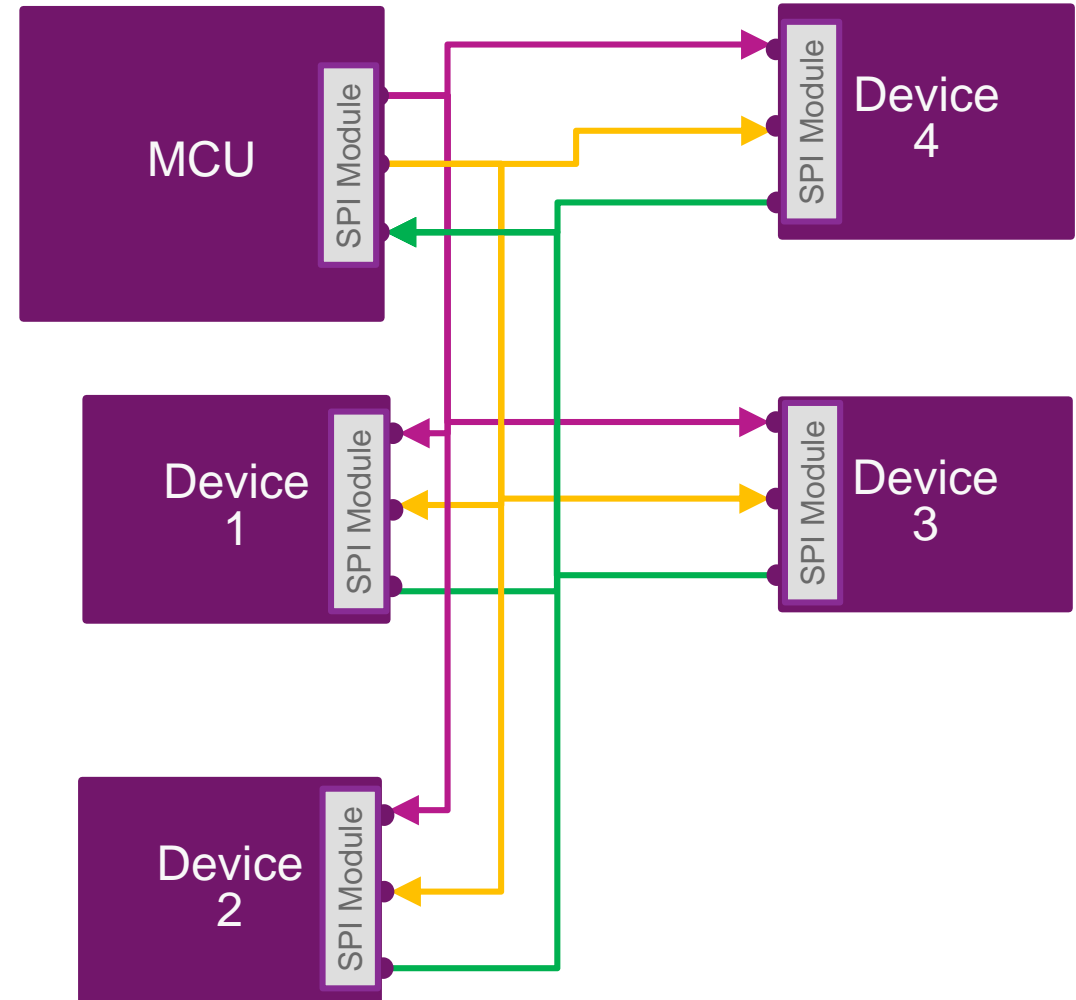 MCU
SPI Module
Device
4
SPI Module
Device
1
SPI Module
Device
3
SPI Module
Device
2
SPI Module